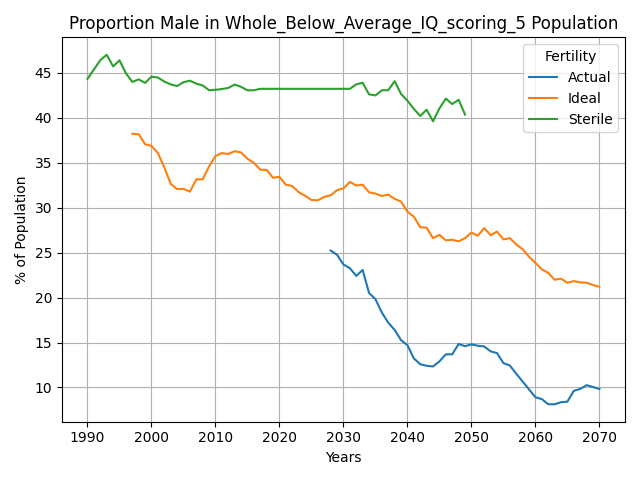 Proportion Male in Whole_Below_Average_IQ_scoring_5 Population
% of Population
45
40
35
30
25
20
15
10
Fertility
Actual
Ideal
Sterile
1990 2000 2010 2020 2030 2040 2050 2060 2070
Years